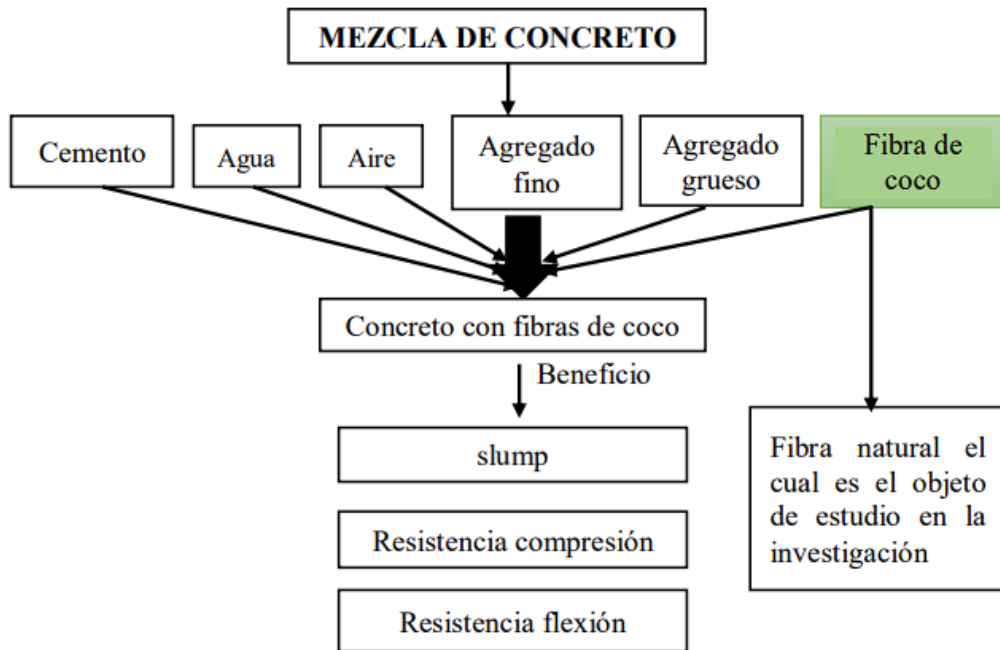 MEZCLA DE CONCRETO
Cemento
Agua
Aire
Agregado
fino
Agregado
grueso
Fibra de
coco
Concreto con fibras de coco
Beneficio
slump
Resistencia compresión
Resistencia flexión
Fibra natural el
cual es el objeto
de estudio en la
investigación